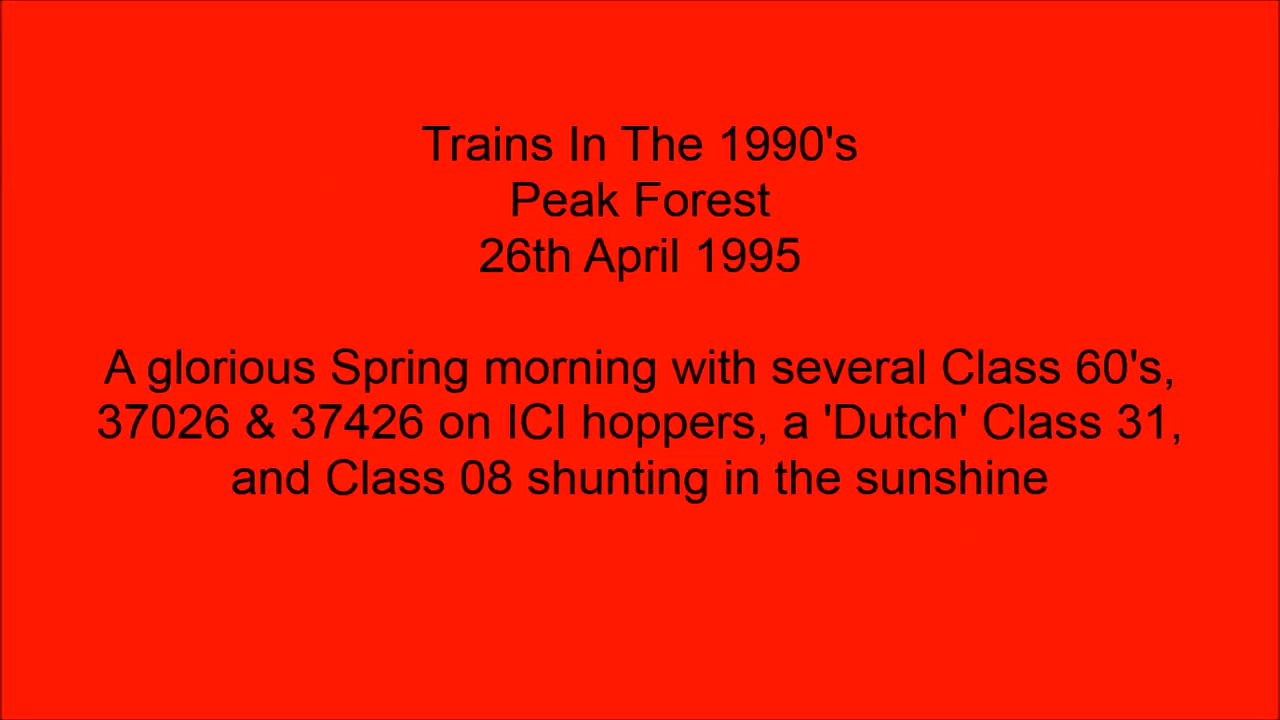 Trains In The 1990's
Peak Forest
26th April 1995
A glorious Spring morning with several Class 60's,
37026 & 37426 on ICI hoppers, a 'Dutch' Class 31,
and Class 08 shunting in the sunshine